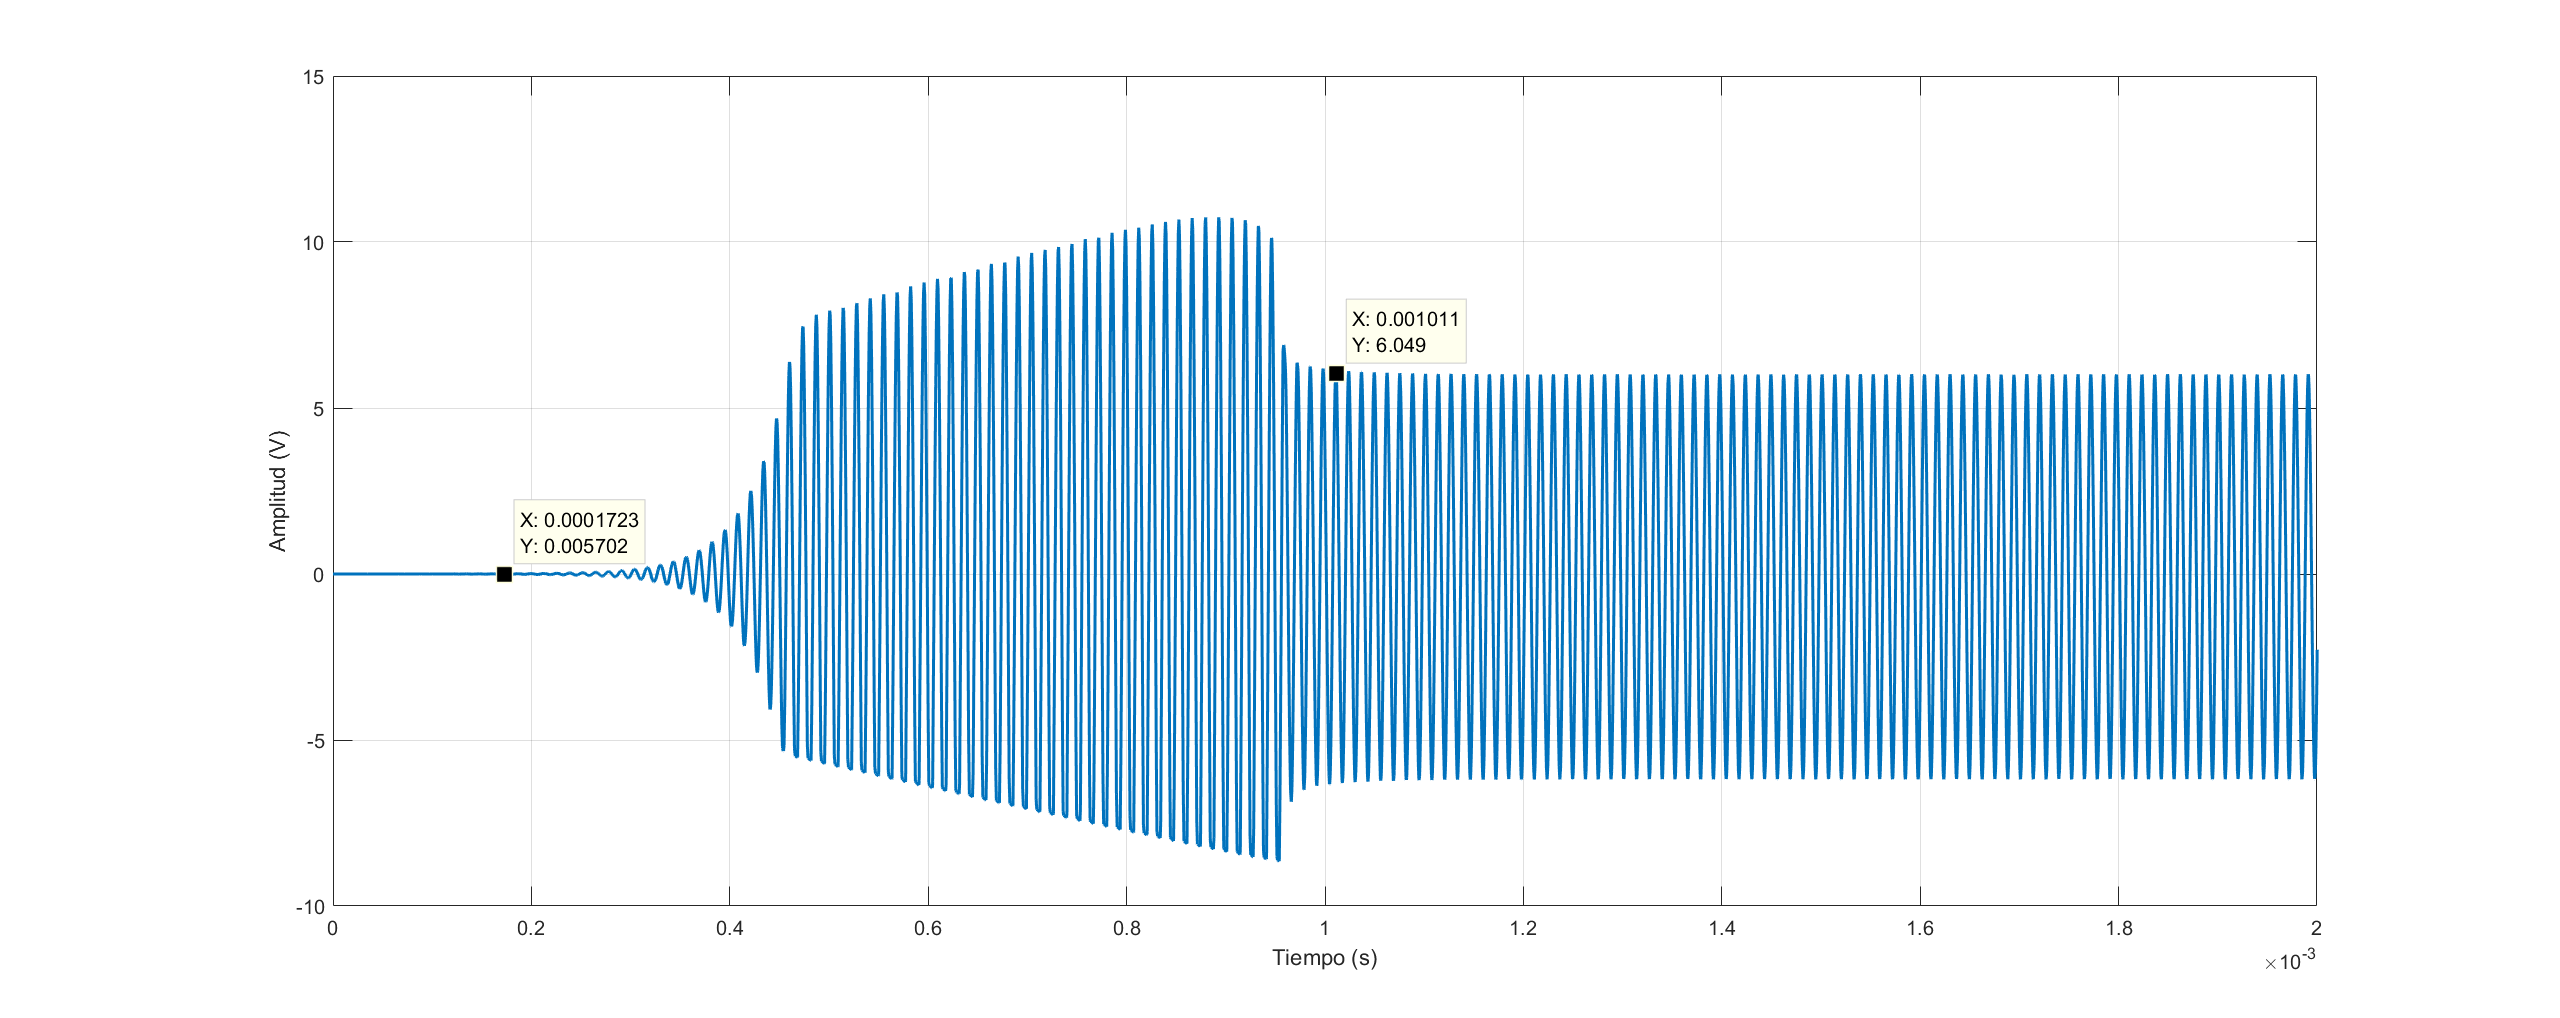 15
10
5
0
-5
-10
Amplitud (V)
X: 0.0001723
Y: 0.005702
X: 0.001011
Y: 6.049
0 0.2 0.4 0.6 0.8 1 1.2 1.4 1.6 1.8 2
Tiempo (s)
×10-3